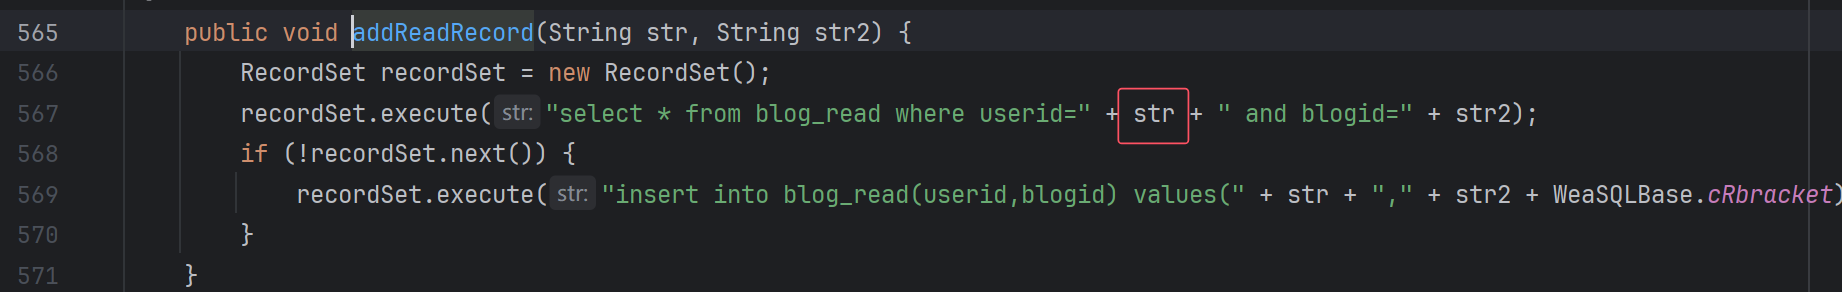 565 public void addReadRecord(String str, String str2) {
566 RecordSet recordSet = new RecordSet();
567 recordSet.execute( str: "select * from blog_read where userid=" + str + " and blogid=" + str2);
568 if (!recordSet.next()) {
569 recordSet.execute( str: "insert into blog_read(userid,blogid) values(" + str + "," + str2 + WeaSQLBase.cRbracket)
570 }
571 }